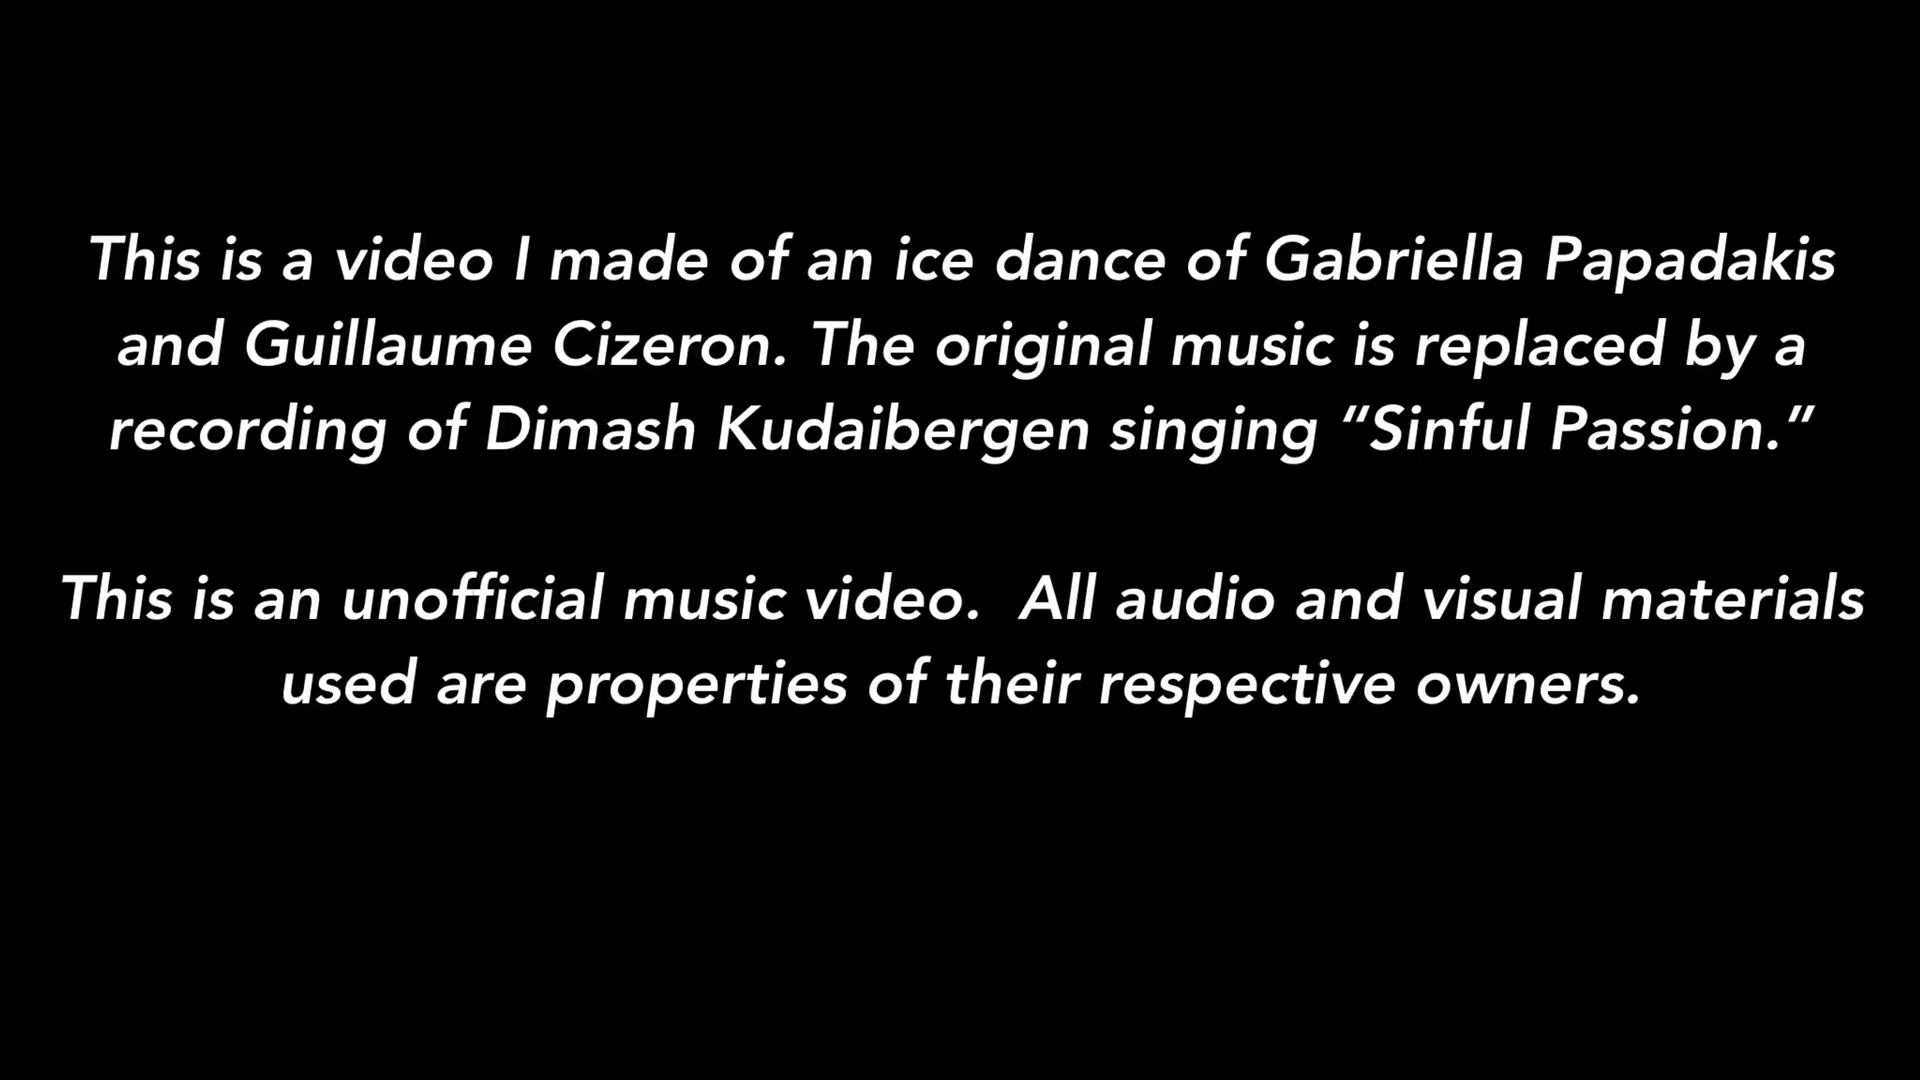 This is a video I made of an ice dance of Gabriella Papadakis
and Guillaume Cizeron. The original music is replaced by a
recording of Dimash Kudaibergen singing “Sinful Passion.”
This is an unofficial music video.  All audio and visual materials
used are properties of their respective owners.